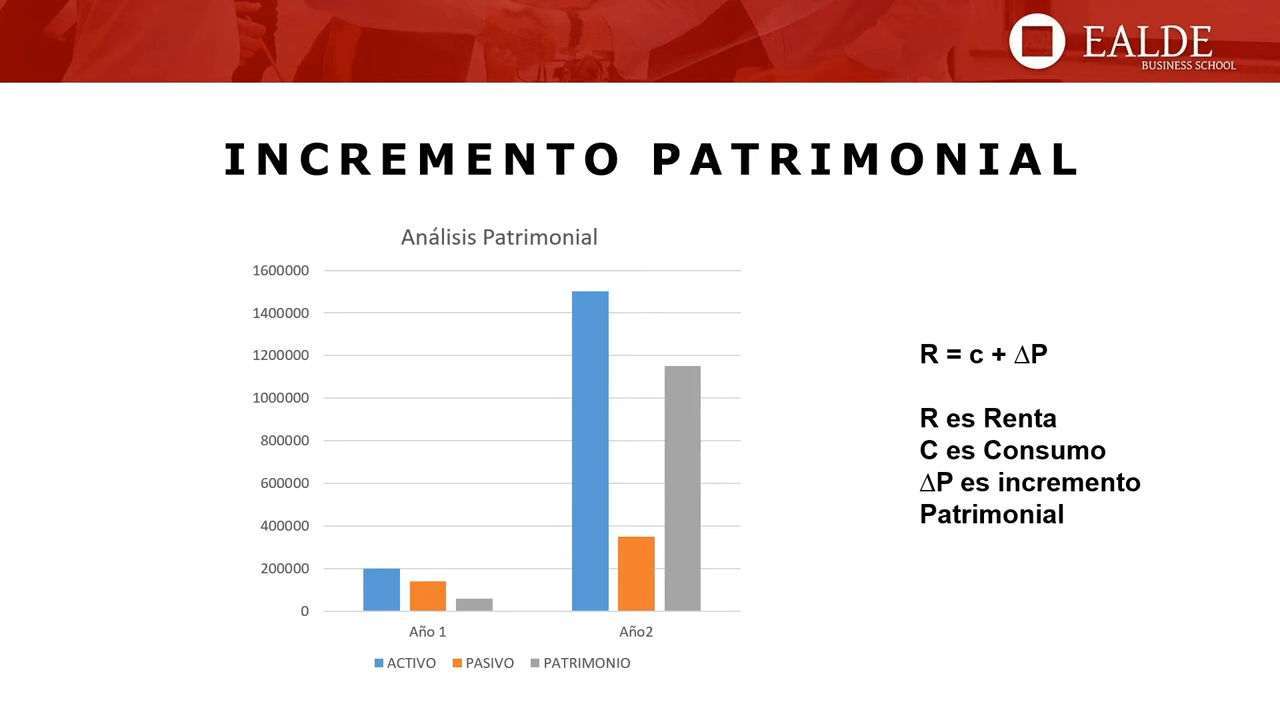 EALDE
BUSINESS SCHOOL
INCREMENTO PATRIMONIAL
Análisis Patrimonial
1600000
1400000
1200000
1000000
800000
600000
400000
200000
0
Año 1
Año2
ACTIVO
PASIVO
PATRIMONIO
R = c + ∆P
R es Renta
C es Consumo
∆P es incremento
Patrimonial